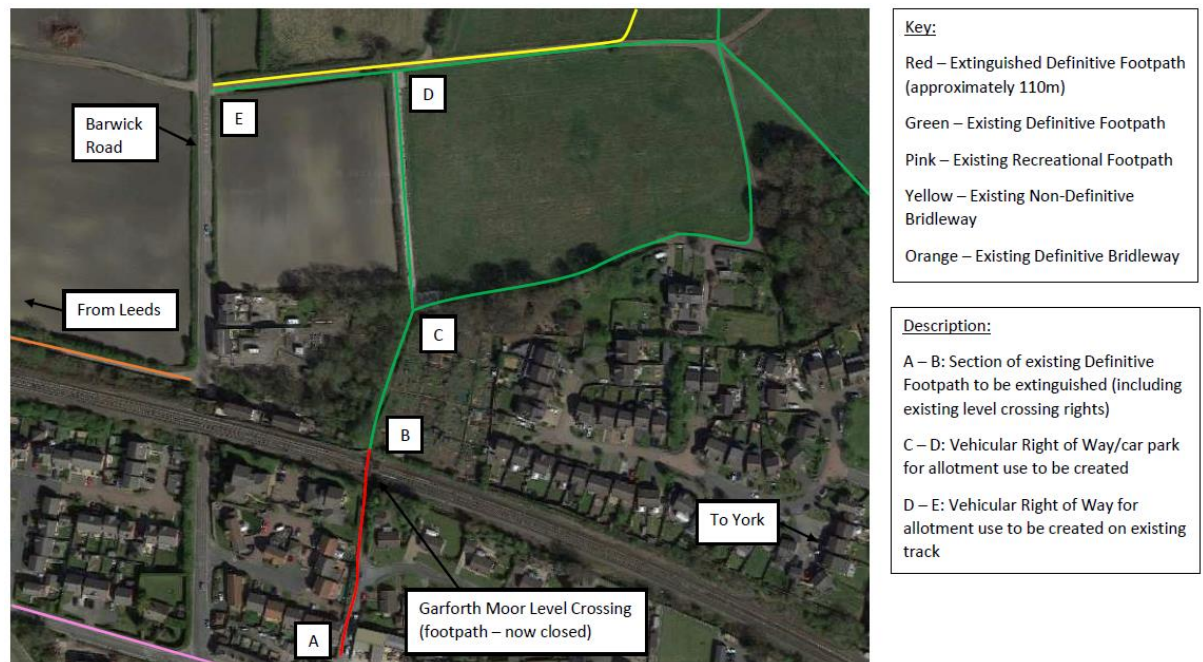 E
D
Barwick
Road
From Leeds
C
B
To York
Garforth Moor Level Crossing
(footpath – now closed)
A
Key:
Red – Extinguished Definitive Footpath
(approximately 110m)
Green – Existing Definitive Footpath
Pink – Existing Recreational Footpath
Yellow – Existing Non-Definitive
Bridleway
Orange – Existing Definitive Bridleway
Description:
A – B: Section of existing Definitive
Footpath to be extinguished (including
existing level crossing rights)
C – D: Vehicular Right of Way/car park
for allotment use to be created
D – E: Vehicular Right of Way for
allotment use to be created on existing
track